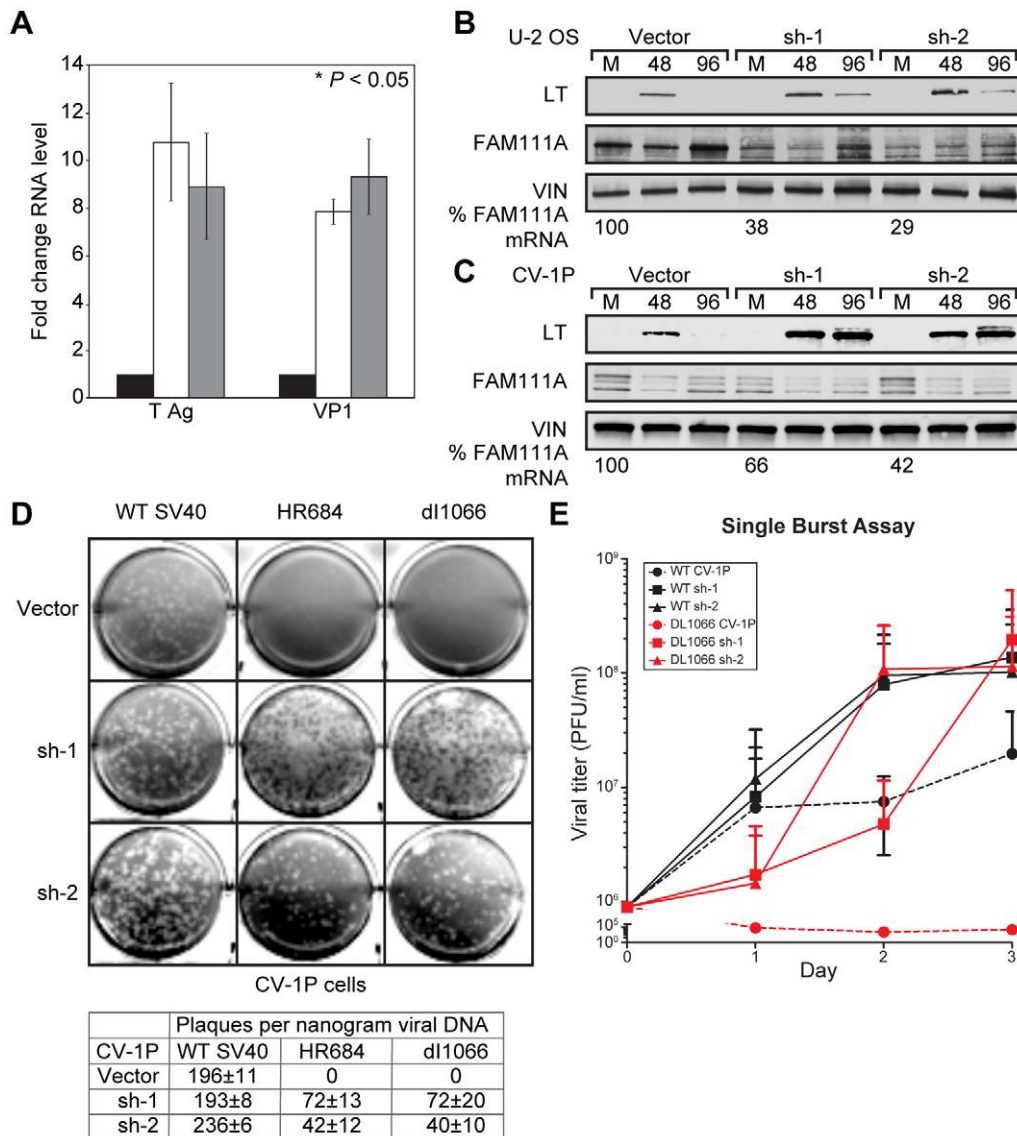 A
Fold change RNA level
14
12
10
8
6
4
2
0
* P < 0.05
T Ag
VP1
B
U-2 OS
Vector
sh-1
sh-2
M 48 96 M 48 96 M 48 96
LT
FAM111A
VIN
% FAM111A
mRNA
100 38 29
C
CV-1P
Vector
sh-1
sh-2
M 48 96 M 48 96 M 48 96
LT
FAM111A
VIN
% FAM111A
mRNA
100 66 42
D
WT SV40 HR684 dl1066
Vector
sh-1
sh-2
CV-1P cells
Plaques per nanogram viral DNA
CV-1P WT SV40 HR684 dl1066
Vector 196±11 0 0
sh-1 193±8 72±13 72±20
sh-2 236±6 42±12 40±10
E
Single Burst Assay
Viral titer (PFU/ml)
10⁹
10⁸
10⁷
10⁶
10⁵
10⁰
WT CV-1P
WT sh-1
WT sh-2
DL1066 CV-1P
DL1066 sh-1
DL1066 sh-2
0 1 2 3
Day